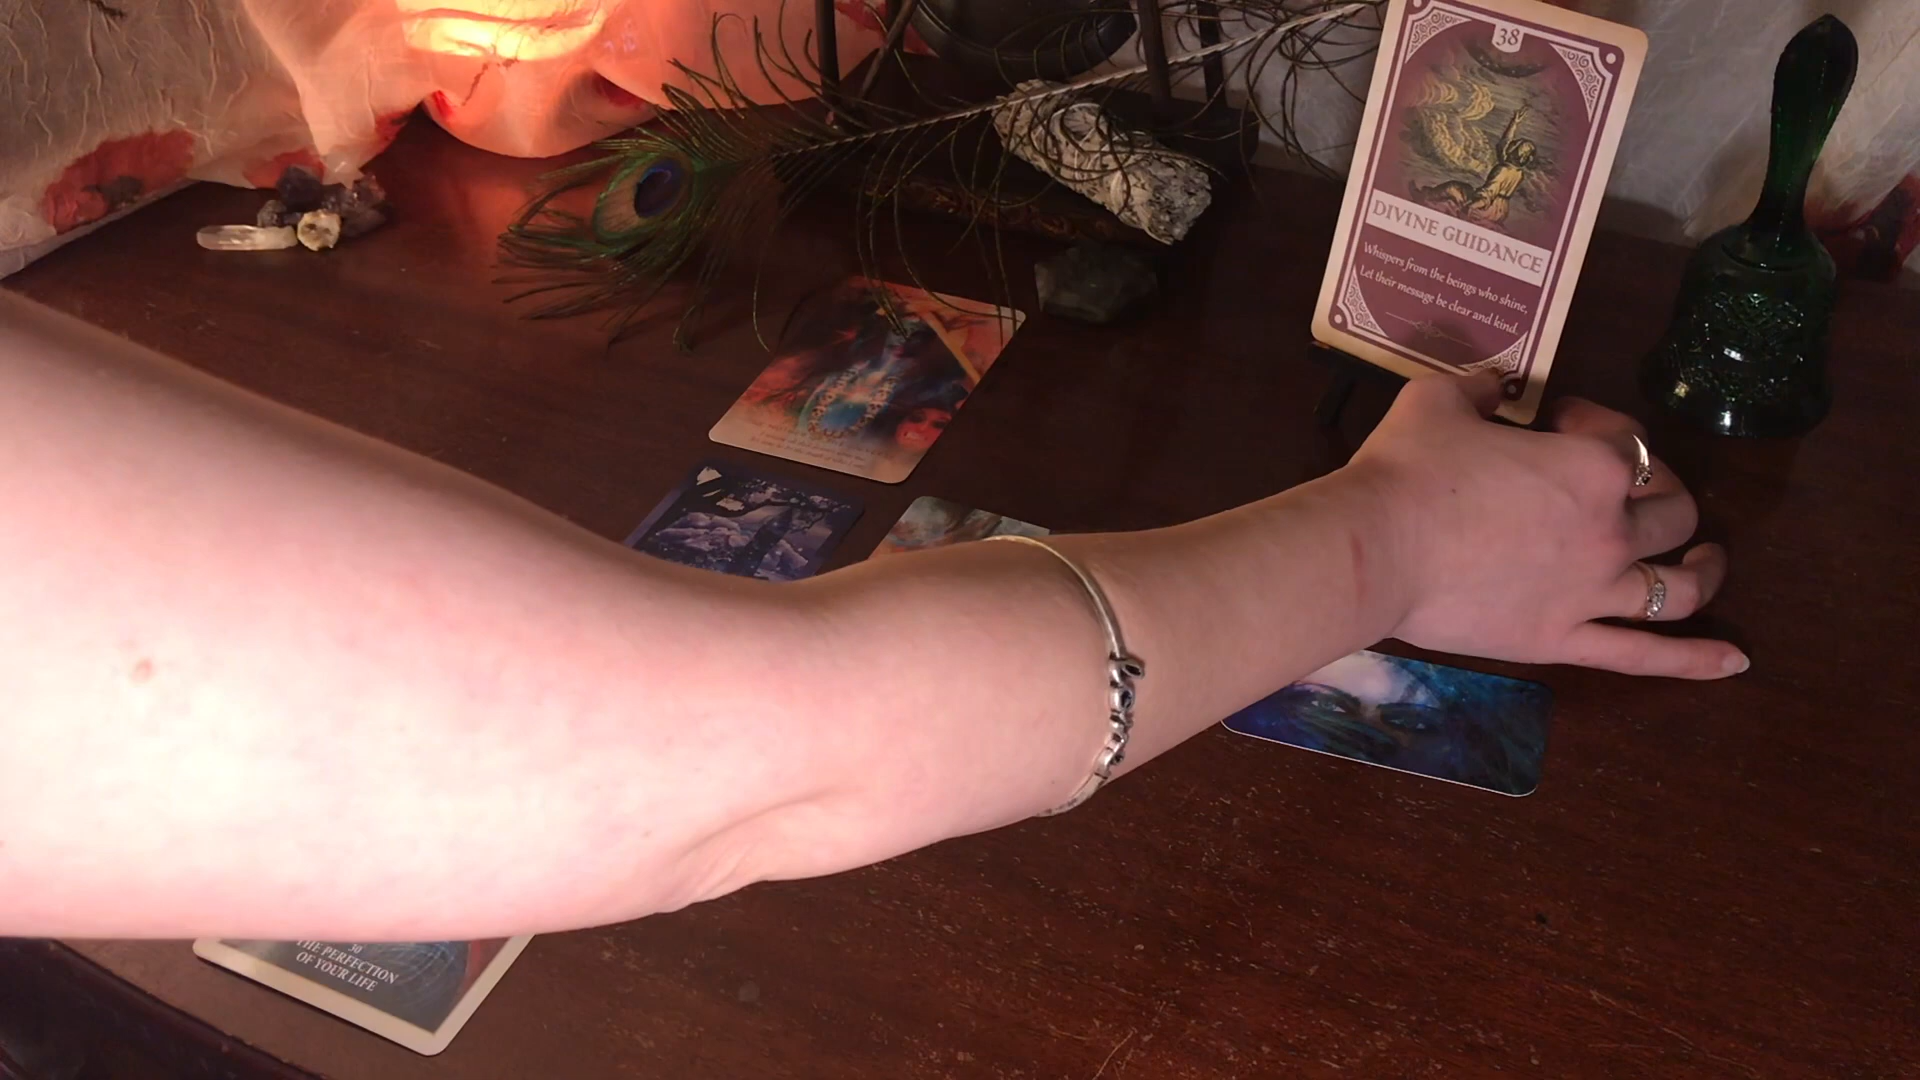 38
DIVINE GUIDANCE
Whispers from the beings who shine,
Let their message be clear and kind.
30
THE PERFECTION
OF YOUR LIFE